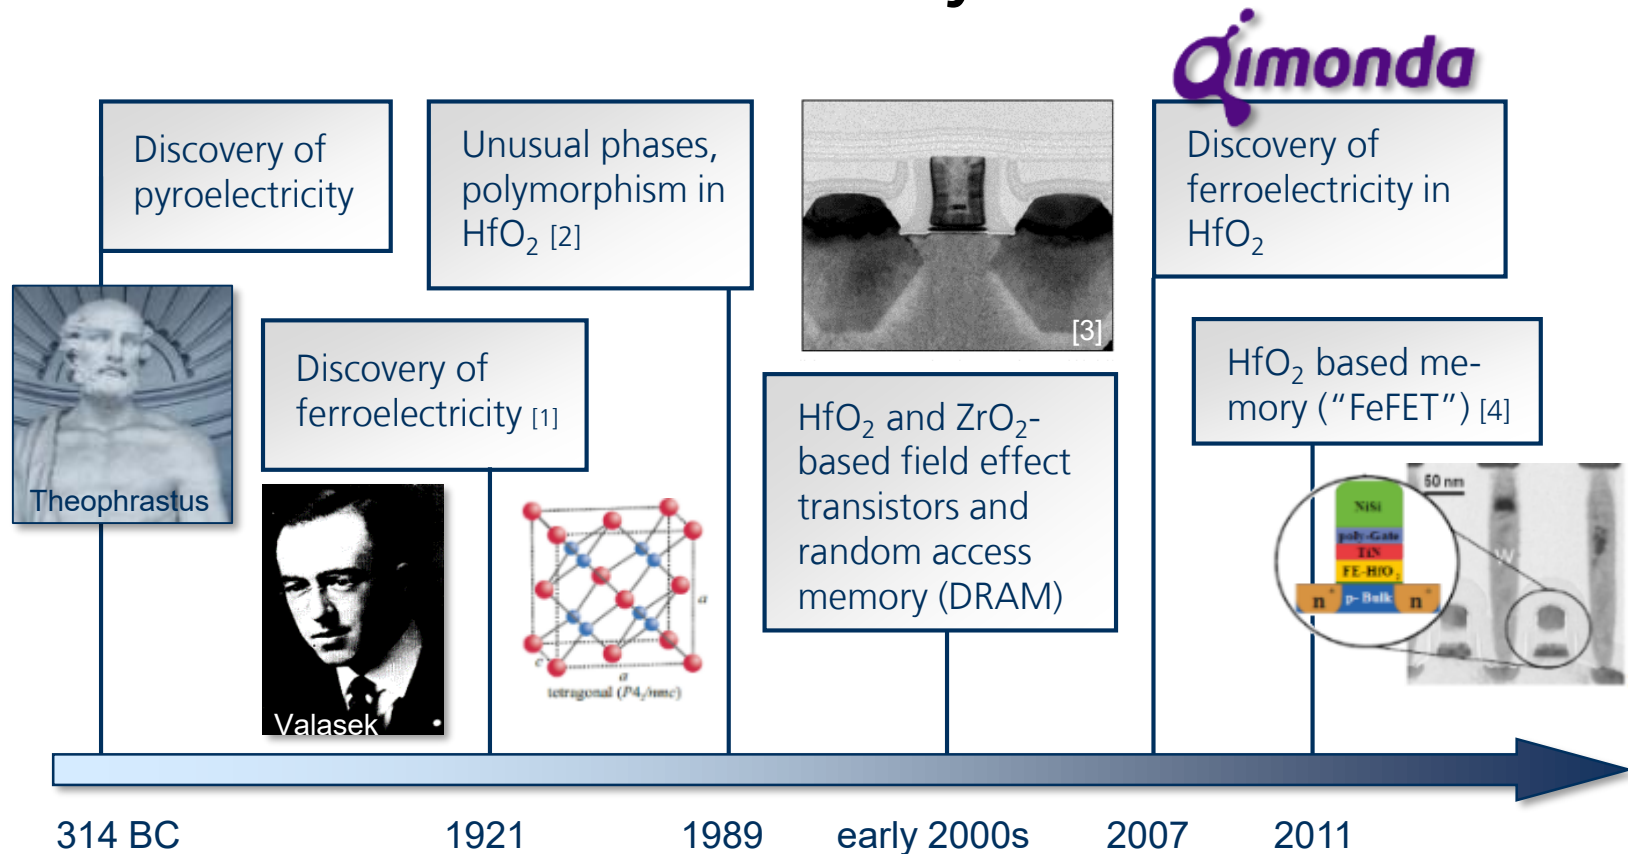 Qimonda
Discovery of
pyroelectricity
Unusual phases,
polymorphism in
HfO₂ [2]
[3]
Discovery of
ferroelectricity in
HfO₂
Theophrastus
Discovery of
ferroelectricity [1]
Valasek
a
c
a
tetragonal (P4₂/nmc)
HfO₂ and ZrO₂-
based field effect
transistors and
random access
memory (DRAM)
HfO₂ based me-
mory (“FeFET”) [4]
50 nm
NiSi
poly-Gate
TiN
FE-HfO₂
n⁺ p- Bulk n⁺
W
314 BC
1921
1989
early 2000s
2007
2011